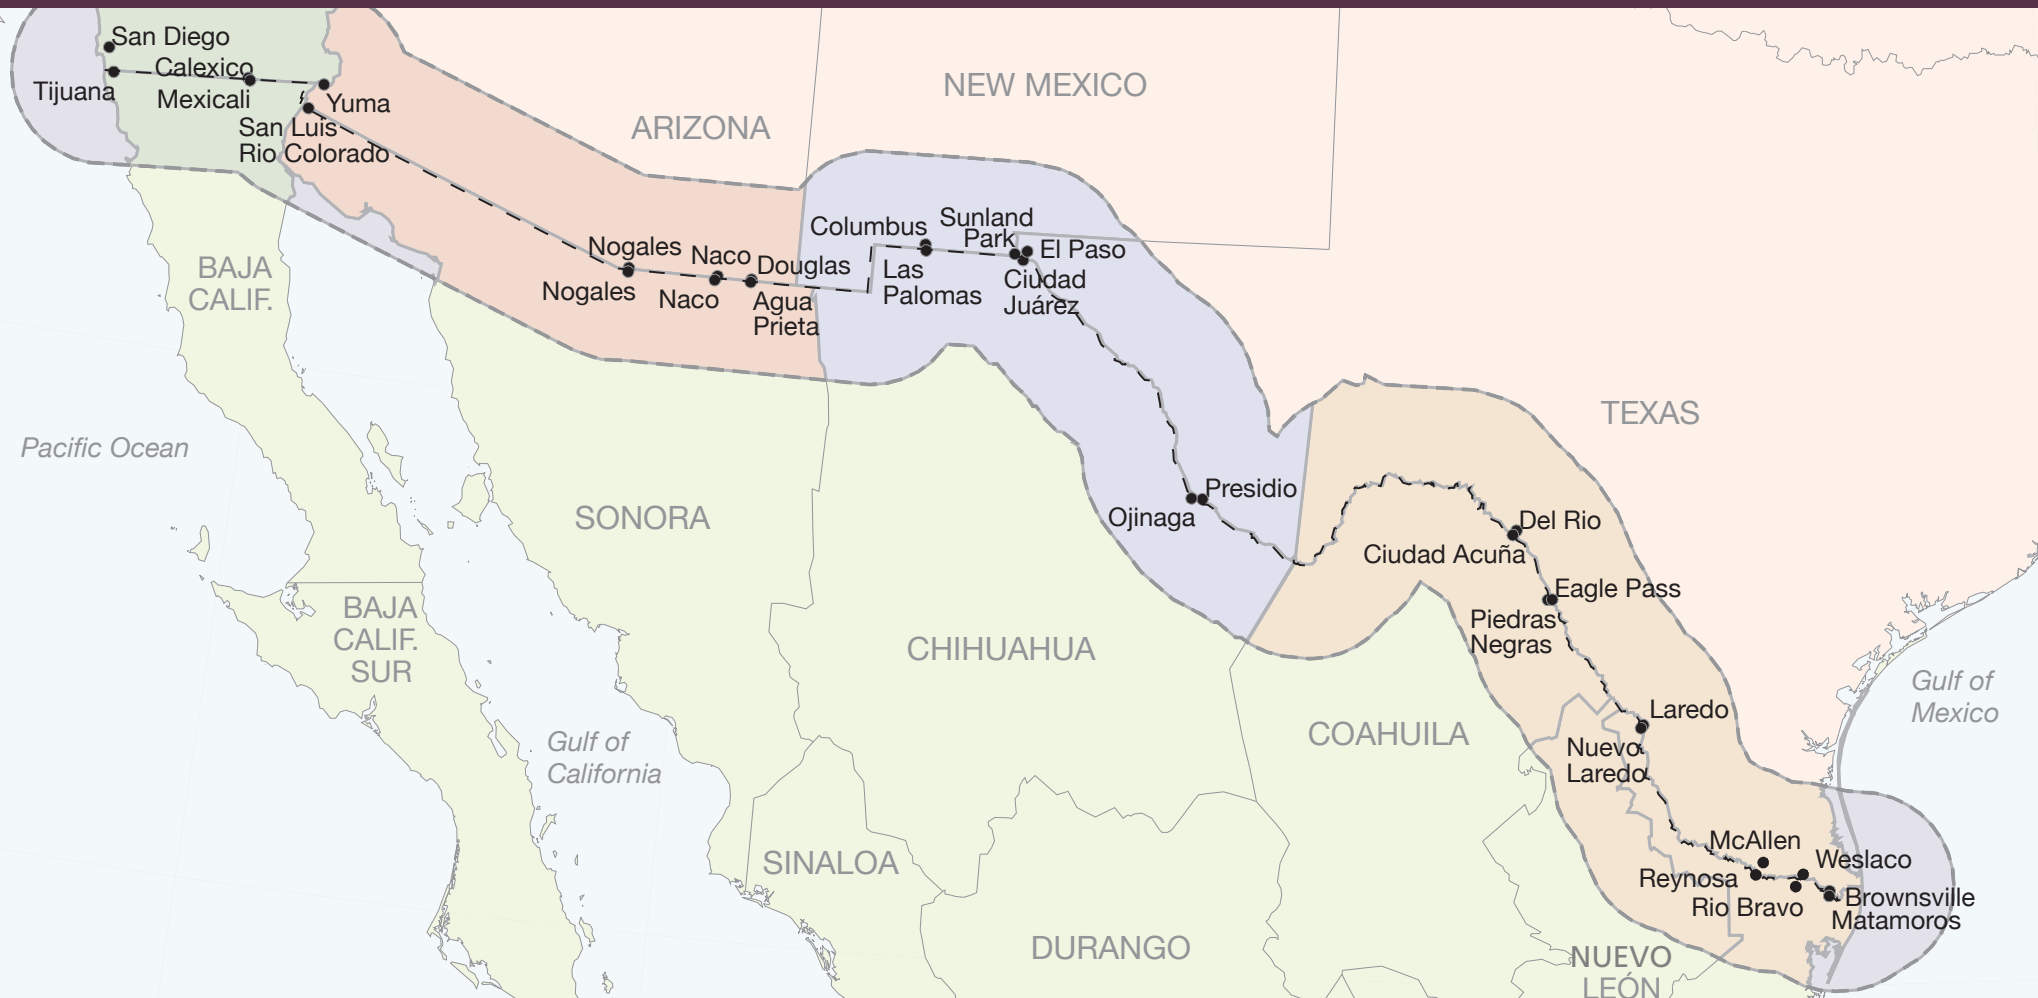 San Diego
Calexico
Tijuana
Mexicali
Yuma
San Luis
Rio Colorado
NEW MEXICO
ARIZONA
Columbus
Sunland
Park
El Paso
Nogales
Naco
Douglas
Las
Palomas
Ciudad
Juárez
Nogales
Naco
Agua
Prieta
BAJA
CALIF.
Pacific Ocean
TEXAS
SONORA
Presidio
Ojinaga
Del Rio
Ciudad Acuña
Eagle Pass
Piedras
Negras
BAJA
CALIF.
SUR
CHIHUAHUA
Gulf of
Mexico
Laredo
COAHUILA
Nuevo
Laredo
Gulf of
California
McAllen
Weslaco
SINALOA
Reynosa
Rio Bravo
Brownsville
Matamoros
DURANGO
NUEVO
LEÓN